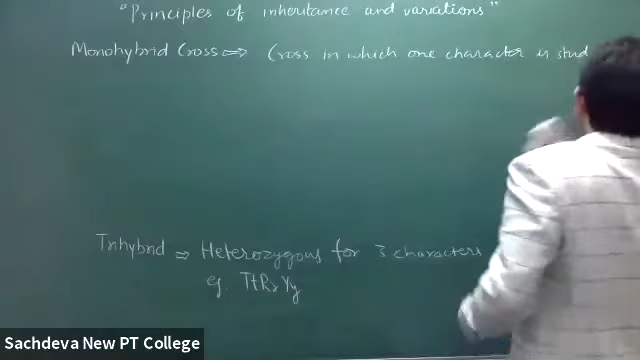 "Principles of inheritance and variations"
Monohybrid Cross ⇒ Cross in which one character is stud
Trihybrid ⇒ Heterozygous for 3 characters
eg. TtRrYy
Sachdeva New PT College